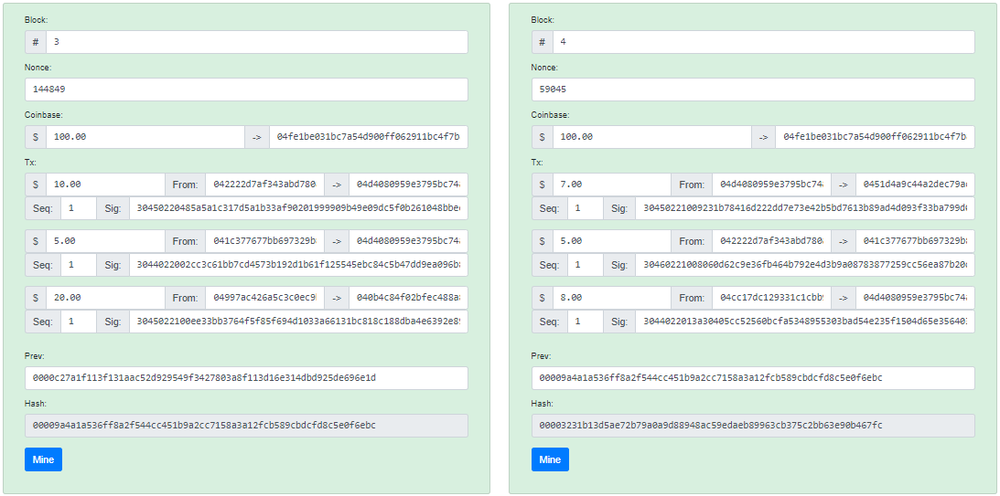 Block:
# 3
Nonce:
144849
Coinbase:
$ 100.00 -> 04fe1be031bc7a54d900ff062911bc4f7b
Tx:
$ 10.00 From: 042222d7af343abd780 -> 04d4080959e3795bc74a
Seq: 1 Sig: 30450220485a5a1c317d5a1b33af90201999909b49e09dc5f0b261048bbe
$ 5.00 From: 041c377677bb697329b -> 04d4080959e3795bc74a
Seq: 1 Sig: 3044022002cc3c61bb7cd4573b192d1b61f125545ebc84c5b47dd9ea096b
$ 20.00 From: 04997ac426a5c3c0ec9 -> 040b4c84f02bfec488a
Seq: 1 Sig: 3045022100ee33bb3764f5f85f694d1033a66131bc818c188dba4e6392e8
Prev:
0000c27a1f113f131aac52d929549f3427803a8f113d16e314dbd925de696e1d
Hash:
00009a4a1a536ff8a2f544cc451b9a2cc7158a3a12fcb589cbdcfd8c5e0f6ebc
Mine
Block:
# 4
Nonce:
59045
Coinbase:
$ 100.00 -> 04fe1be031bc7a54d900ff062911bc4f7b
Tx:
$ 7.00 From: 04d4080959e3795bc74a -> 0451d4a9c44a2dec79a
Seq: 1 Sig: 30450221009231b78416d222dd7e73e42b5bd7613b89ad4d093f33ba799d
$ 5.00 From: 042222d7af343abd780 -> 041c377677bb697329b
Seq: 1 Sig: 30460221008060d62c9e36fb464b792e4d3b9a08783877259cc56ea87b20
$ 8.00 From: 04cc17dc129331c1cbb -> 04d4080959e3795bc74a
Seq: 1 Sig: 3044022013a30405cc52560bcfa5348955303bad54e235f1504d65e35640
Prev:
00009a4a1a536ff8a2f544cc451b9a2cc7158a3a12fcb589cbdcfd8c5e0f6ebc
Hash:
00003231b13d5ae72b79a0a9d88948ac59edaeb89963cb375c2bb63e90b467fc
Mine